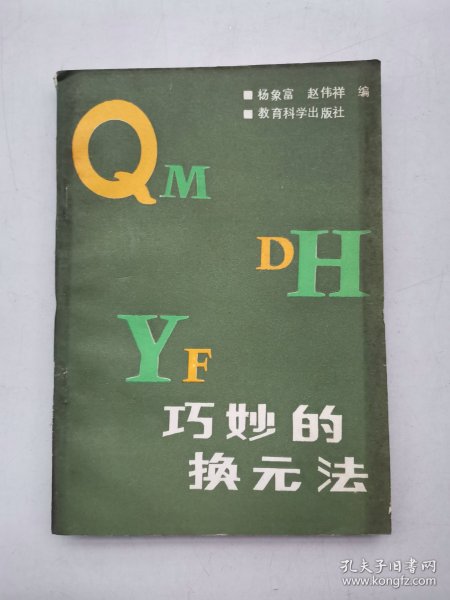 ■ 杨象富 赵伟祥 编
■ 教育科学出版社
QM
DH
YF
巧妙的
换元法
孔夫子旧书网
www.kongfz.com